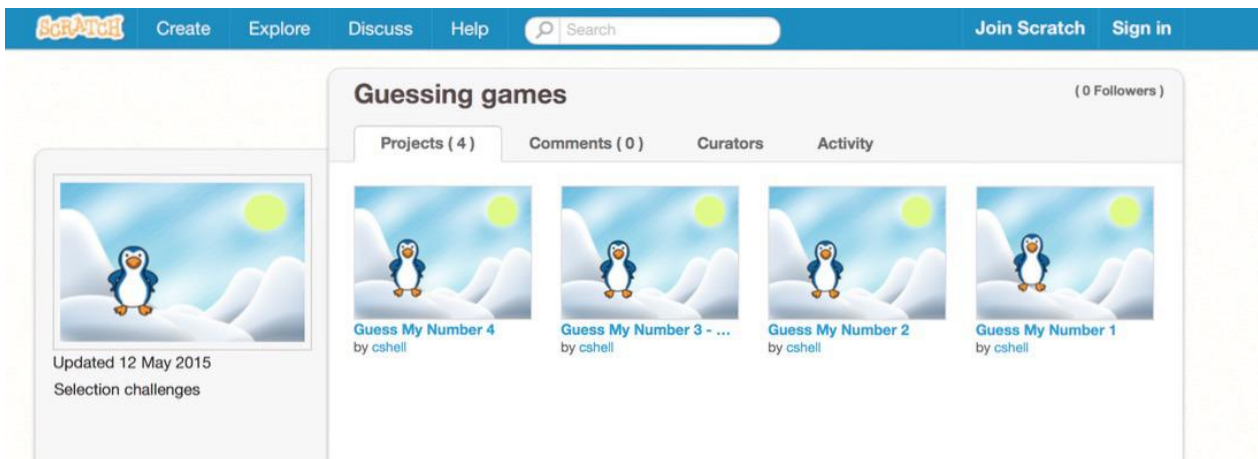 SCRATCH Create Explore Discuss Help Search Join Scratch Sign in
Guessing games
( 0 Followers )
Projects ( 4 ) Comments ( 0 ) Curators Activity
Guess My Number 4
by cshell
Guess My Number 3 - ...
by cshell
Guess My Number 2
by cshell
Guess My Number 1
by cshell
Updated 12 May 2015
Selection challenges